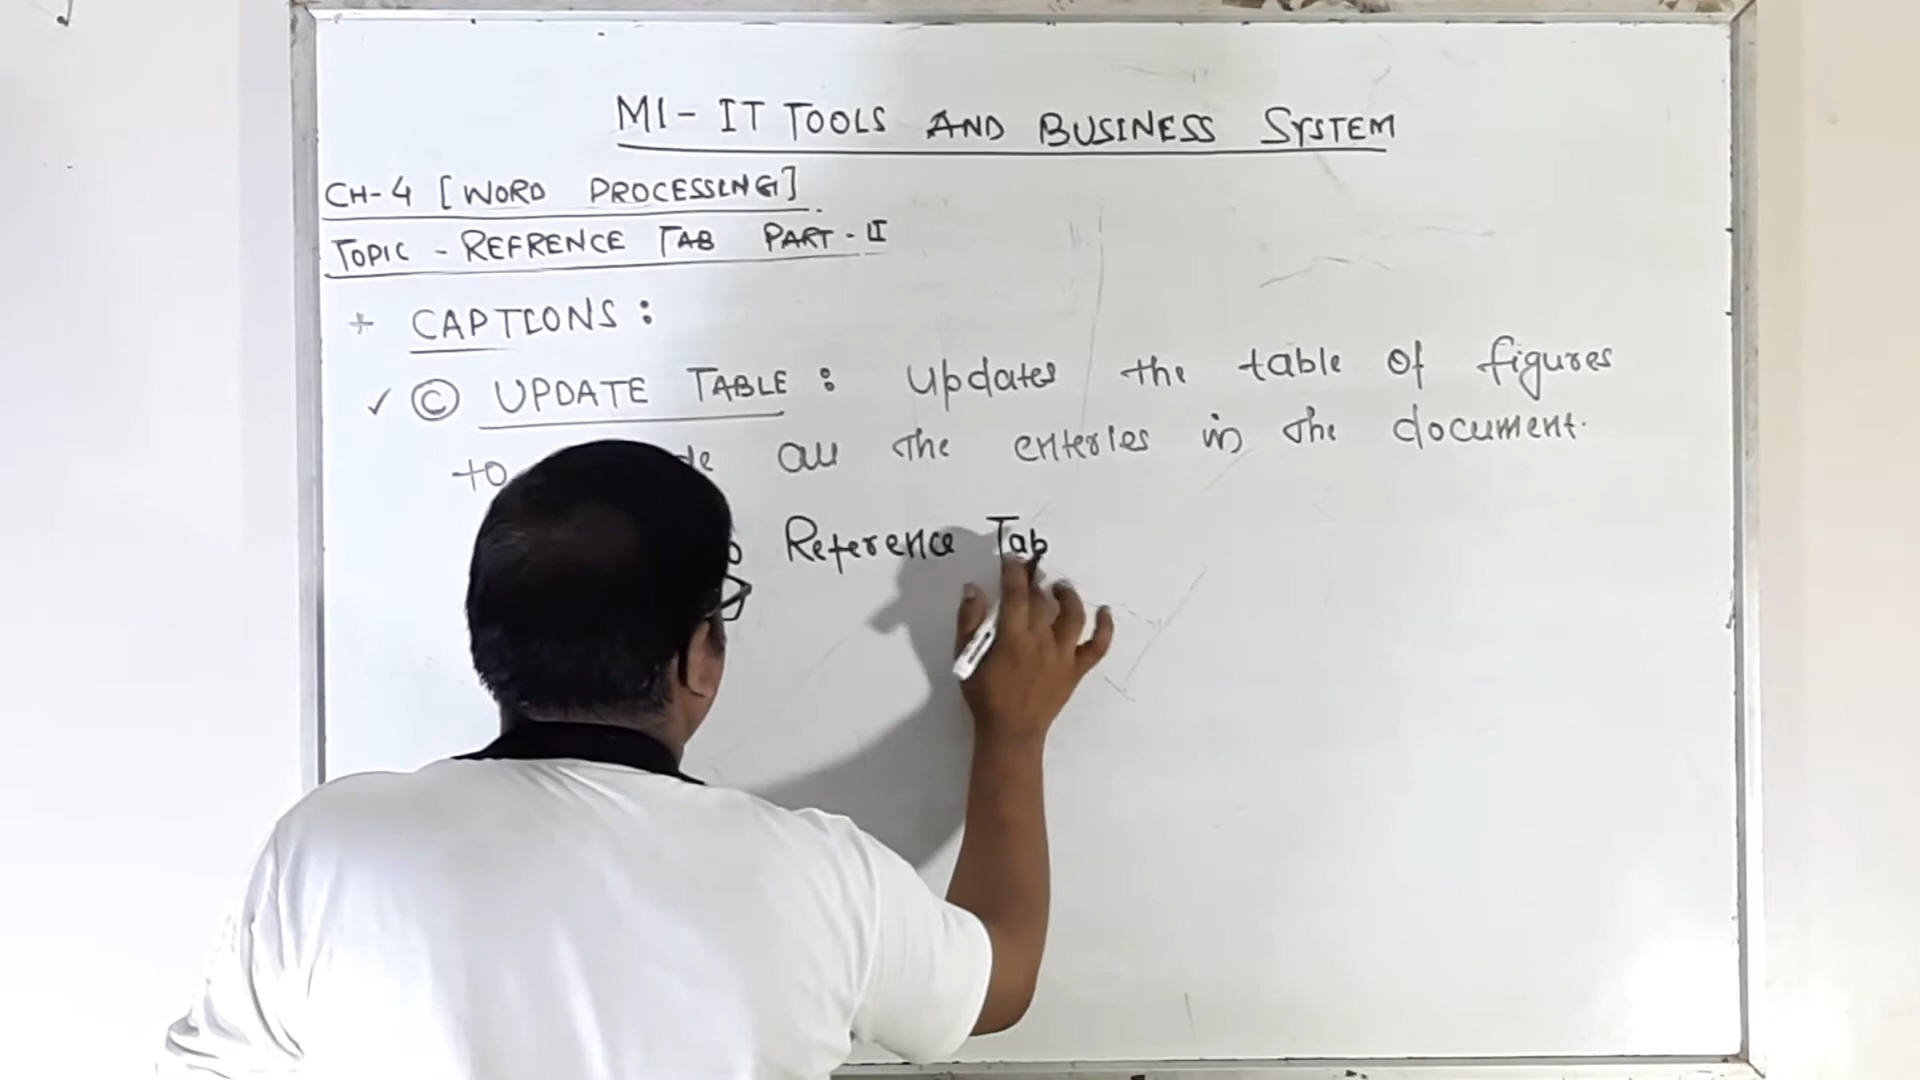 M1- IT TOOLS AND BUSINESS SYSTEM
CH-4 [WORD PROCESSING]
TOPIC - REFRENCE TAB PART-II
+ CAPTIONS :
✓ © UPDATE TABLE : Updates the table of figures
to all the enteries in the document.
Reference Tab